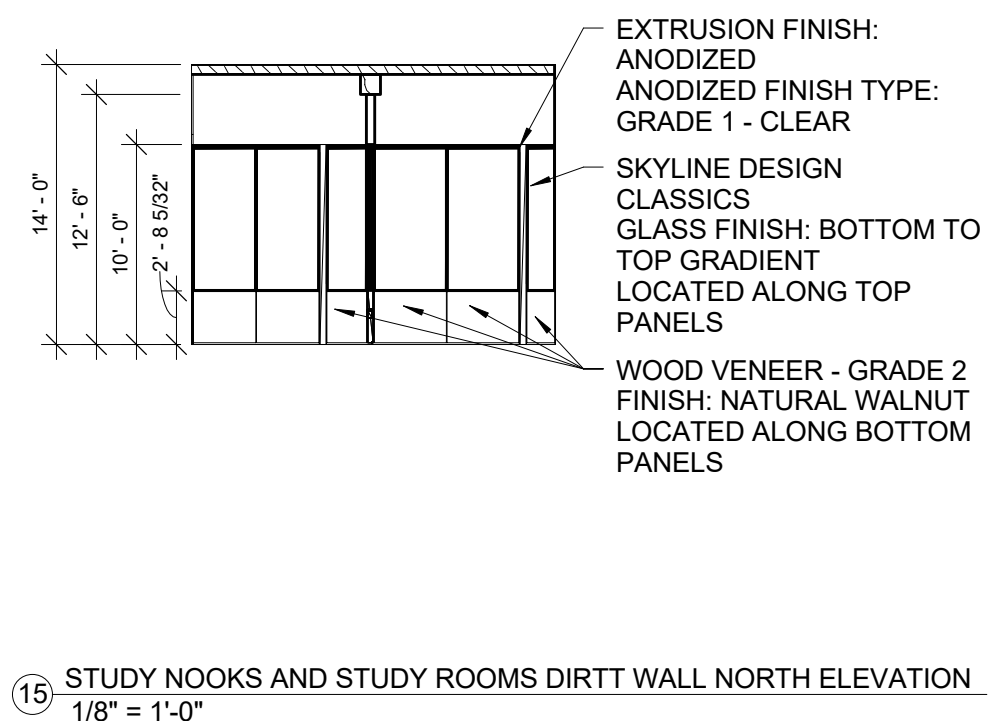 EXTRUSION FINISH:
ANODIZED
ANODIZED FINISH TYPE:
GRADE 1 - CLEAR
SKYLINE DESIGN
CLASSICS
GLASS FINISH: BOTTOM TO
TOP GRADIENT
LOCATED ALONG TOP
PANELS
WOOD VENEER - GRADE 2
FINISH: NATURAL WALNUT
LOCATED ALONG BOTTOM
PANELS
14' - 0"
12' - 6"
10' - 0"
2' - 8 5/32"
15
STUDY NOOKS AND STUDY ROOMS DIRTT WALL NORTH ELEVATION
1/8" = 1'-0"